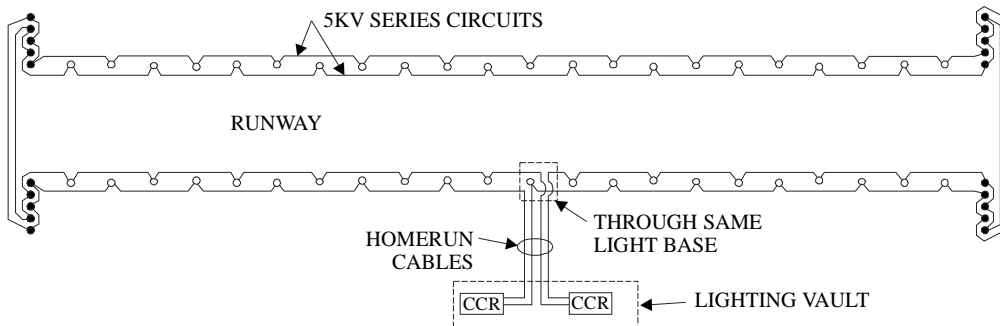 5KV SERIES CIRCUITS
RUNWAY
THROUGH SAME
LIGHT BASE
HOMERUN
CABLES
CCR
CCR
LIGHTING VAULT